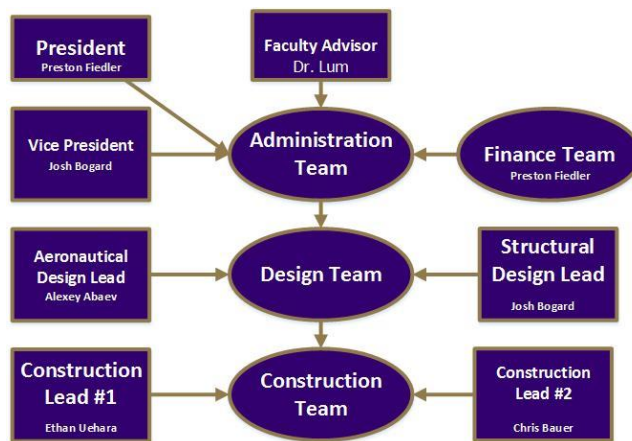 President
Preston Fiedler
Faculty Advisor
Dr. Lum
Vice President
Josh Bogard
Administration
Team
Finance Team
Preston Fiedler
Aeronautical
Design Lead
Alexey Abaev
Design Team
Structural
Design Lead
Josh Bogard
Construction
Lead #1
Ethan Uehara
Construction
Team
Construction
Lead #2
Chris Bauer